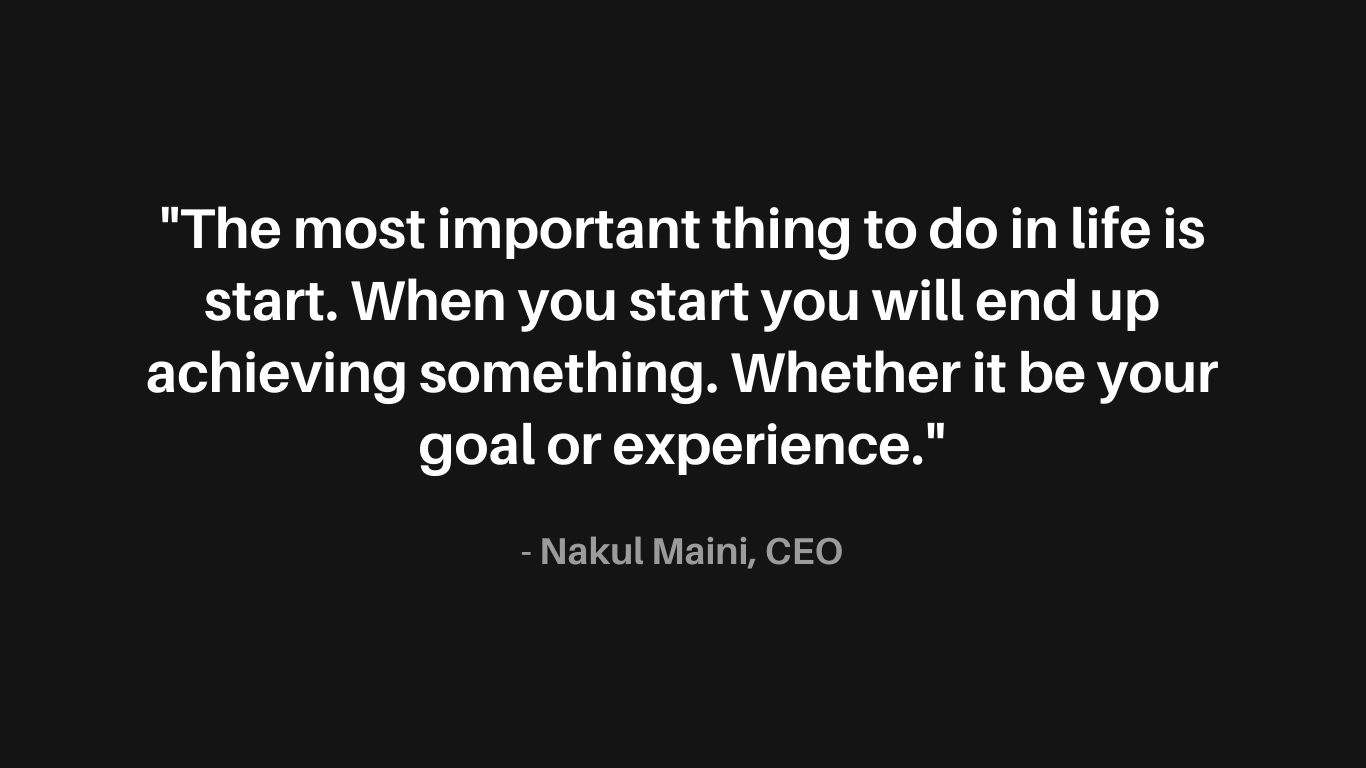 "The most important thing to do in life is
start. When you start you will end up
achieving something. Whether it be your
goal or experience."
- Nakul Maini, CEO